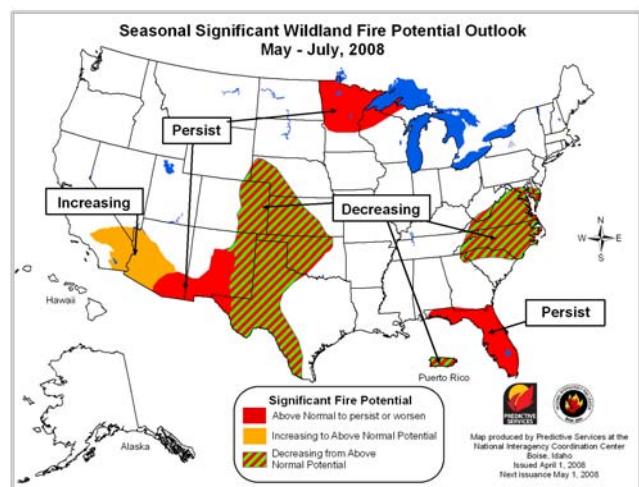 Seasonal Significant Wildland Fire Potential Outlook
May - July, 2008
Persist
Increasing
Decreasing
N
W E
S
Hawaii
Persist
Puerto Rico
Alaska
Significant Fire Potential
Above Normal to persist or worsen
Increasing to Above Normal Potential
Decreasing from Above
Normal Potential
PREDICTIVE
SERVICES
Map produced by Predictive Services at the
National Interagency Coordination Center
Boise, Idaho
Issued April 1, 2008
Next issuance May 1, 2008